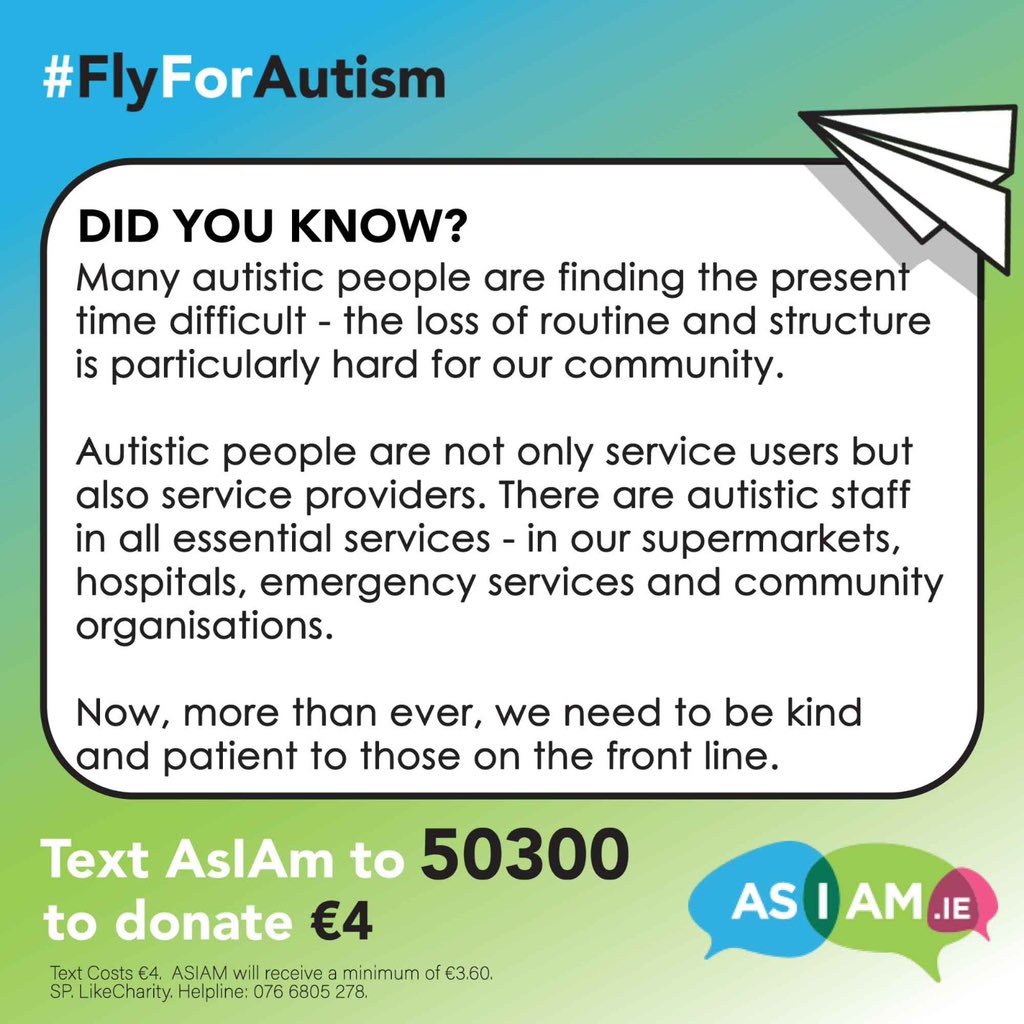 #FlyForAutism
DID YOU KNOW?
Many autistic people are finding the present
time difficult - the loss of routine and structure
is particularly hard for our community.
Autistic people are not only service users but
also service providers. There are autistic staff
in all essential services - in our supermarkets,
hospitals, emergency services and community
organisations.
Now, more than ever, we need to be kind
and patient to those on the front line.
Text AsIAm to 50300
to donate €4
Text Costs €4. ASIAM will receive a minimum of €3.60.
SP. LikeCharity. Helpline: 076 6805 278.
ASIAM.IE